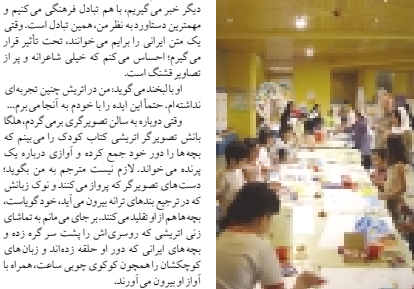 دیگر خبر می‌گیریم، با هم تبادل فرهنگی می‌کنیم و
مهمترین دستاورد به نظر من، همین تبادل است. وقتی
یک متن ایرانی را برایم می‌خوانند، تحت تأثیر قرار
می‌گیرم؛ احساس می‌کنم که خیلی شاعرانه و پر از
تصاویر قشنگ است.
او با لبخند می‌گوید: من در اتریش چنین تجربه‌ای
نداشته‌ام. حتماً این ایده را با خودم به آنجا می‌برم...
وقتی دوباره به سالن تصویرگری برمی‌گردم، هلگا
بانش تصویرگر اتریشی کتاب کودک را می‌بینم که
بچه‌ها را دور خود جمع کرده و آوازی درباره یک
پرنده می‌خواند. لازم نیست مترجم به من بگوید؛
دست‌های تصویرگر که پرواز می‌کنند و نوک زبانش
که در ترجیع بندهای ترانه بیرون می‌آید، خودگویاست،
بچه‌ها هم از او تقلید می‌کنند. بر جای می‌مانم به تماشای
زنی اتریشی که روسری‌اش را پشت سر گره زده و
بچه‌های ایرانی که دور او حلقه زده‌اند و زبان‌های
کوچکشان را همچون کوکوی چوبی ساعت، همراه با
آواز او بیرون می‌آورند.